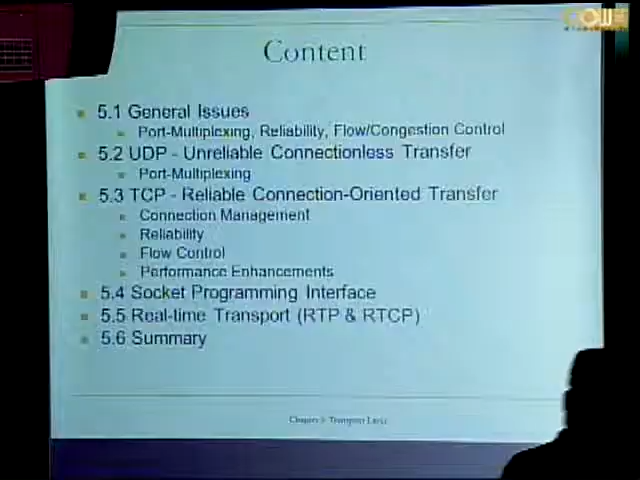 Content
5.1 General Issues
Port-Multiplexing, Reliability, Flow/Congestion Control
5.2 UDP - Unreliable Connectionless Transfer
Port-Multiplexing
5.3 TCP - Reliable Connection-Oriented Transfer
Connection Management
Reliability
Flow Control
Performance Enhancements
5.4 Socket Programming Interface
5.5 Real-time Transport (RTP & RTCP)
5.6 Summary
Transport Layer